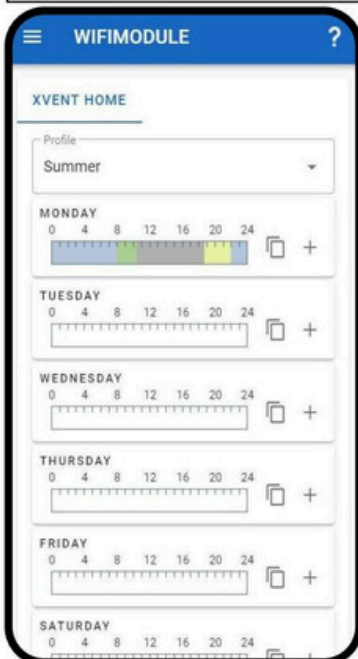 WIFIMODULE ?
XVENT HOME
Profile
Summer
MONDAY
0 4 8 12 16 20 24
+
TUESDAY
0 4 8 12 16 20 24
+
WEDNESDAY
0 4 8 12 16 20 24
+
THURSDAY
0 4 8 12 16 20 24
+
FRIDAY
0 4 8 12 16 20 24
+
SATURDAY
0 4 8 12 16 20 24